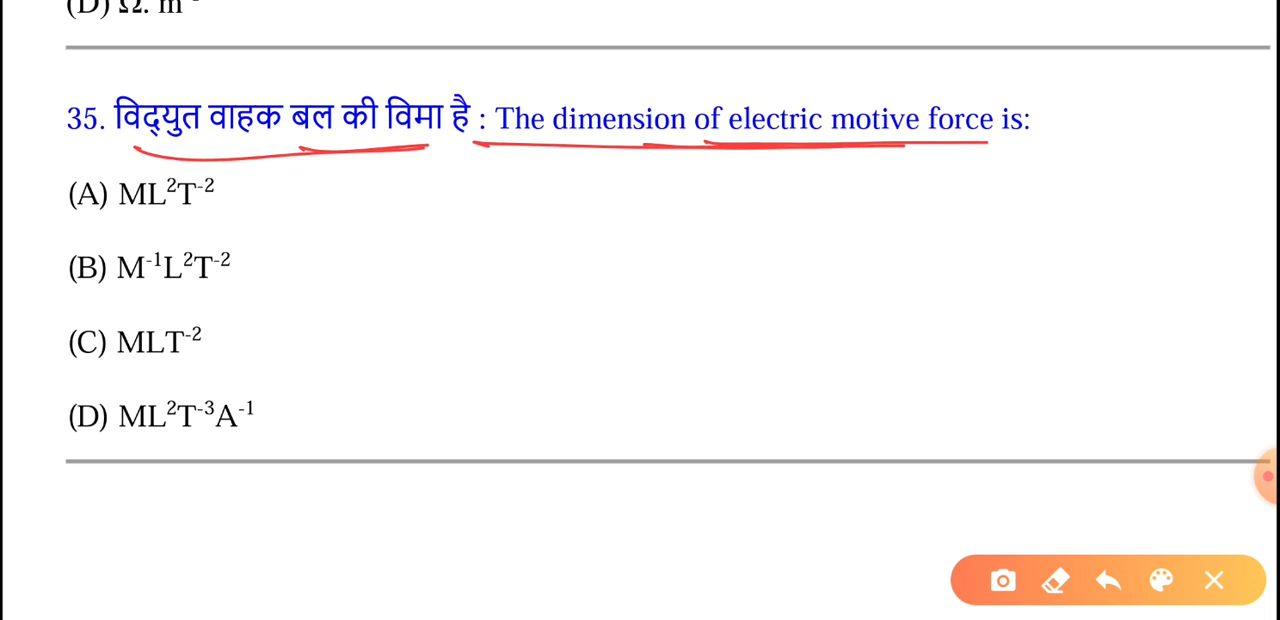 (D) Ω. m⁻
35. विद्युत वाहक बल की विमा है : The dimension of electric motive force is:
(A) ML²T⁻²
(B) M⁻¹L²T⁻²
(C) MLT⁻²
(D) ML²T⁻³A⁻¹